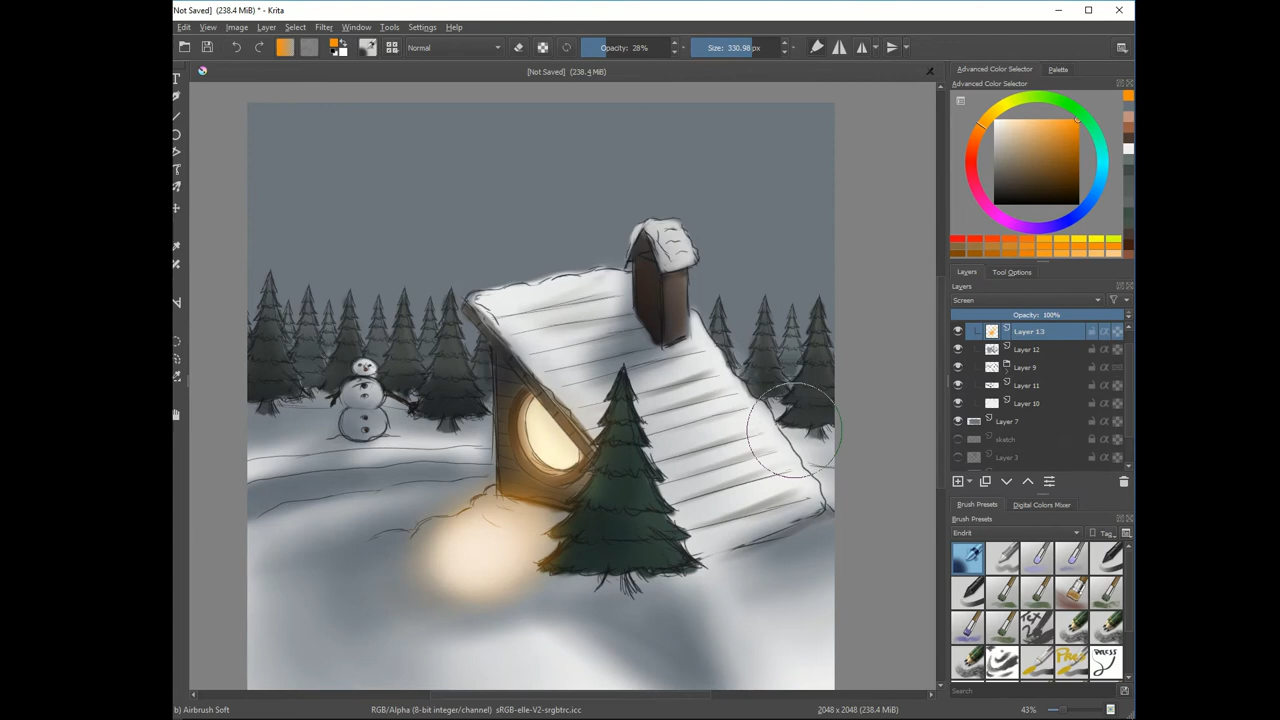 Not Saved] (238.4 MiB) * - Krita
Edit View Image Layer Select Filter Window Tools Settings Help
Normal
Opacity: 28%
Size: 330.98 px
[Not Saved] (238.4 MiB)
Advanced Color Selector Palette
Advanced Color Selector
Layers Tool Options
Layers
Screen
Opacity: 100%
Layer 13
Layer 12
Layer 9
Layer 11
Layer 10
Layer 7
sketch
Layer 3
Brush Presets Digital Colors Mixer
Brush Presets
Endrit
Tag
Search
b) Airbrush Soft
RGB/Alpha (8-bit integer/channel) sRGB-elle-V2-srgbtrc.icc
2048 x 2048 (238.4 MiB)
43%